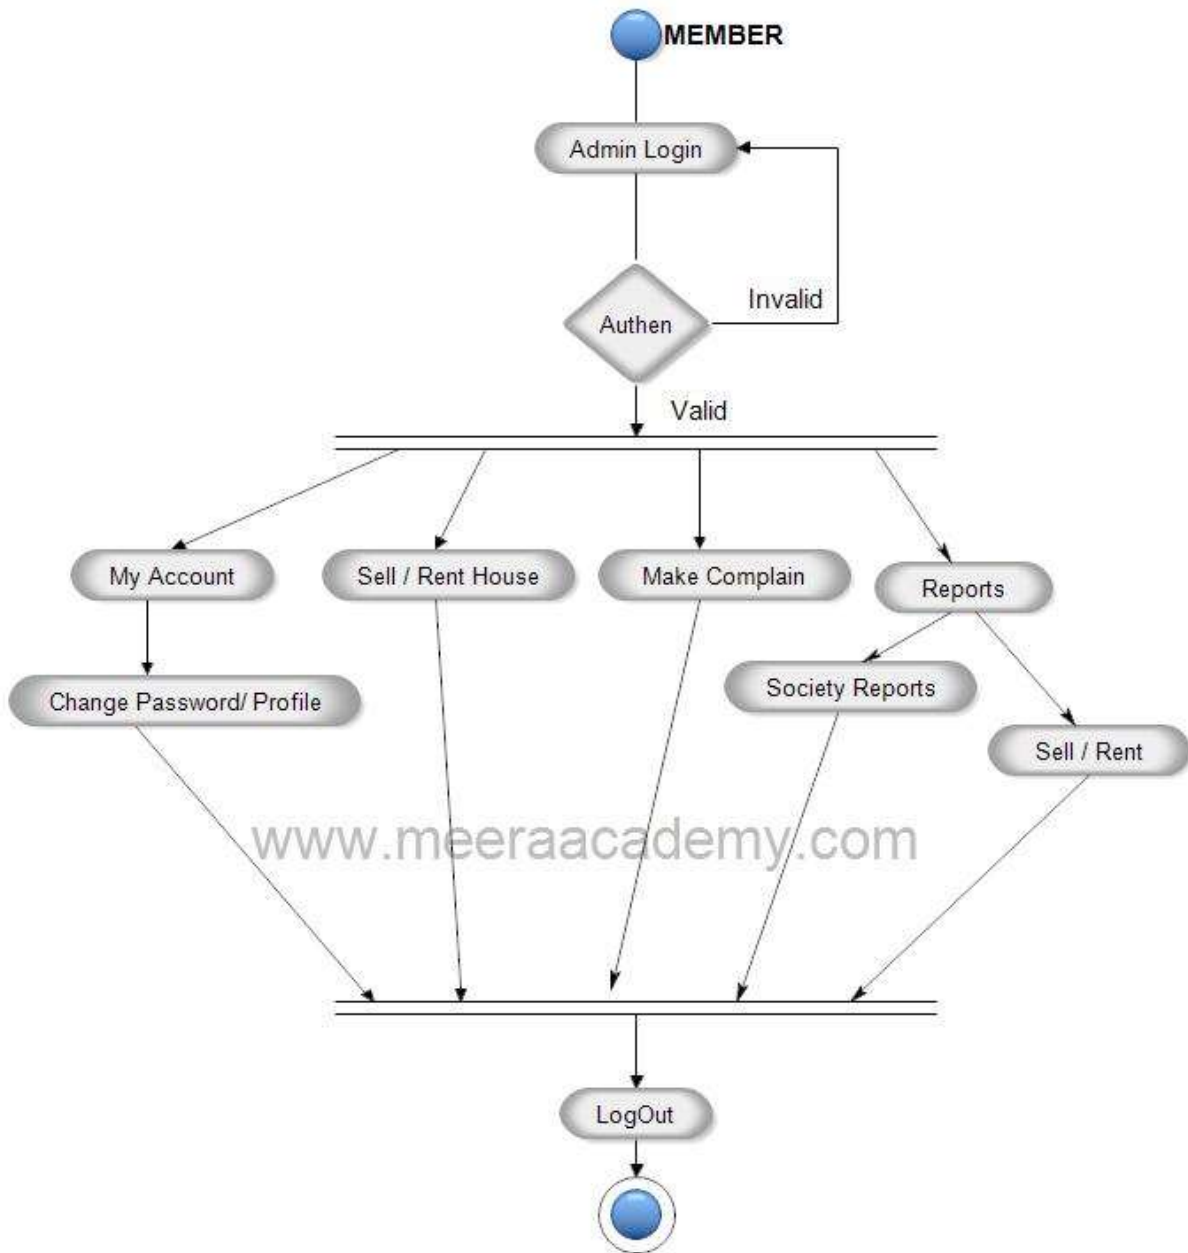 MEMBER
Admin Login
Authen
Invalid
Valid
My Account
Sell / Rent House
Make Complain
Reports
Change Password/ Profile
Society Reports
Sell / Rent
www.meeraacademy.com
LogOut